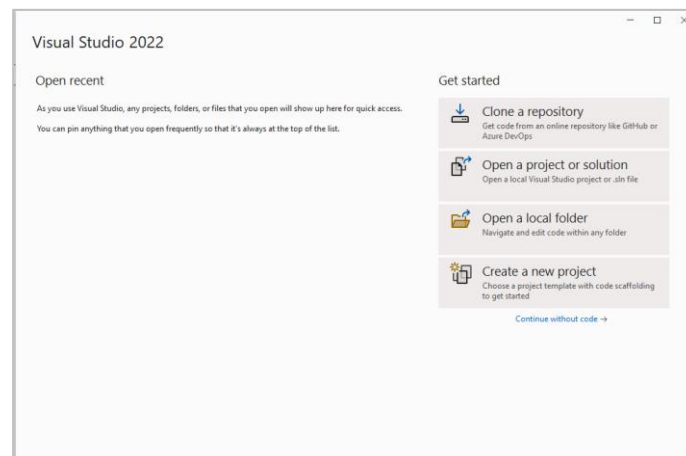 Visual Studio 2022
Open recent
As you use Visual Studio, any projects, folders, or files that you open will show up here for quick access.
You can pin anything that you open frequently so that it's always at the top of the list.
Get started
Clone a repository
Get code from an online repository like GitHub or
Azure DevOps
Open a project or solution
Open a local Visual Studio project or .sln file
Open a local folder
Navigate and edit code within any folder
Create a new project
Choose a project template with code scaffolding
to get started
Continue without code →